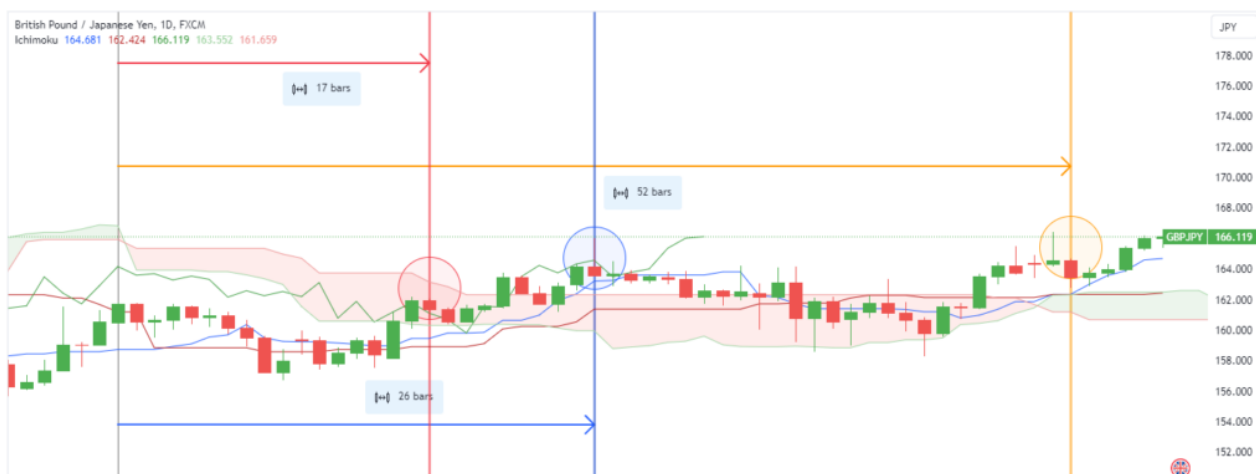 British Pound / Japanese Yen, 1D, FXCM
JPY
Ichimoku 164.681 162.424 166.119 163.552 161.659
178.000
17 bars
176.000
174.000
172.000
170.000
52 bars
168.000
GBPJPY 166.119
164.000
162.000
160.000
158.000
156.000
26 bars
154.000
152.000